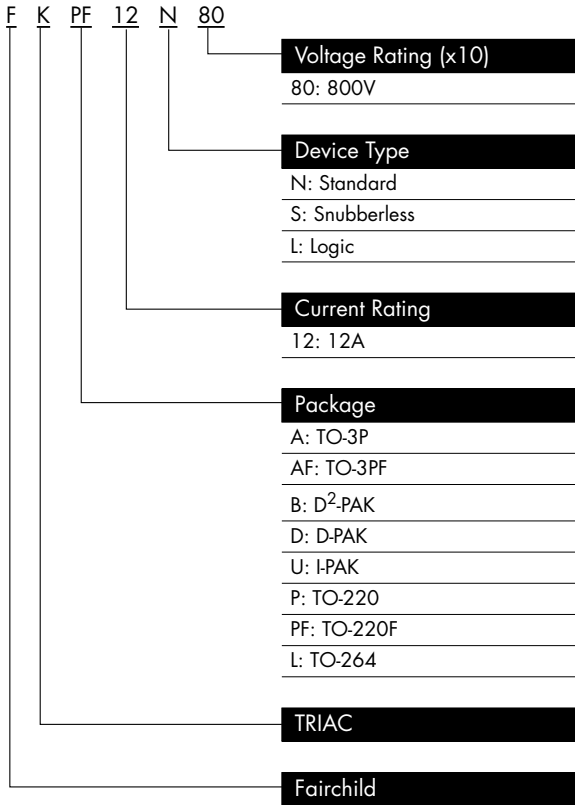 F K PF 12 N 80
Voltage Rating (x10)
80: 800V
Device Type
N: Standard
S: Snubberless
L: Logic
Current Rating
12: 12A
Package
A: TO-3P
AF: TO-3PF
B: D²-PAK
D: D-PAK
U: I-PAK
P: TO-220
PF: TO-220F
L: TO-264
TRIAC
Fairchild